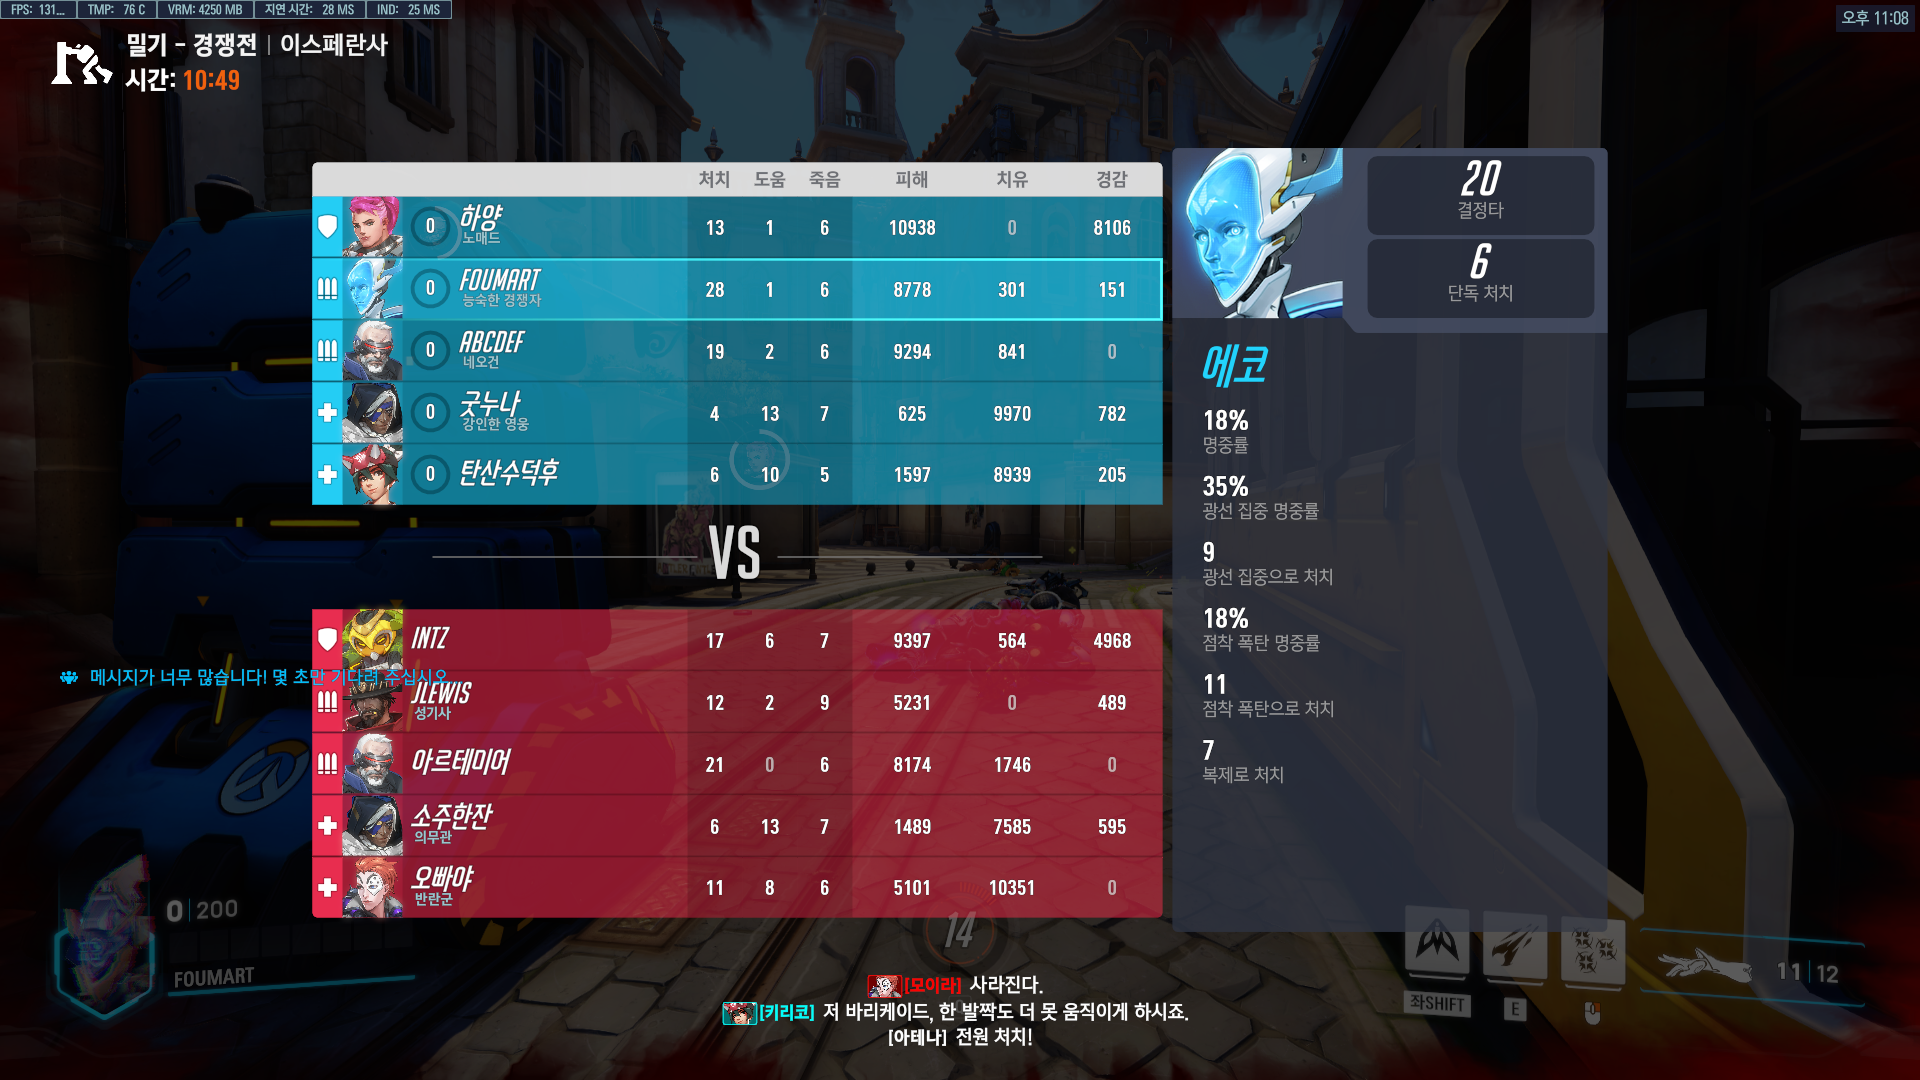 FPS: 131... TMP: 76 C VRM: 4250 MB 지연 시간: 28 MS IND: 25 MS
오후 11:08
밀기 - 경쟁전 | 이스페란사
시간: 10:49
처치 도움 죽음 피해 치유 경감
0 하양 13 1 6 10938 0 8106
노매드
0 FOUMART 28 1 6 8778 301 151
능숙한 경쟁자
0 ABCDEF 19 2 6 9294 841 0
네오건
0 굿누나 4 13 7 625 9970 782
강인한 영웅
0 탄산수덕후 6 10 5 1597 8939 205
VS
INTZ 17 6 7 9397 564 4968
메시지가 너무 많습니다! 몇 초만 기다려 주십시오...
JLEWIS 12 2 9 5231 0 489
성기사
아르테미어 21 0 6 8174 1746 0
소주한잔 6 13 7 1489 7585 595
의무관
오빠야 11 8 6 5101 10351 0
반란군
20
결정타
6
단독 처치
에코
18%
명중률
35%
광선 집중 명중률
9
광선 집중으로 처치
18%
점착 폭탄 명중률
11
점착 폭탄으로 처치
7
복제로 처치
0 | 200
FOUMART
14
좌SHIFT
E
11 | 12
[모이라] 사라진다.
[키리코] 저 바리케이드, 한 발짝도 더 못 움직이게 하시죠.
[아테나] 전원 처치!